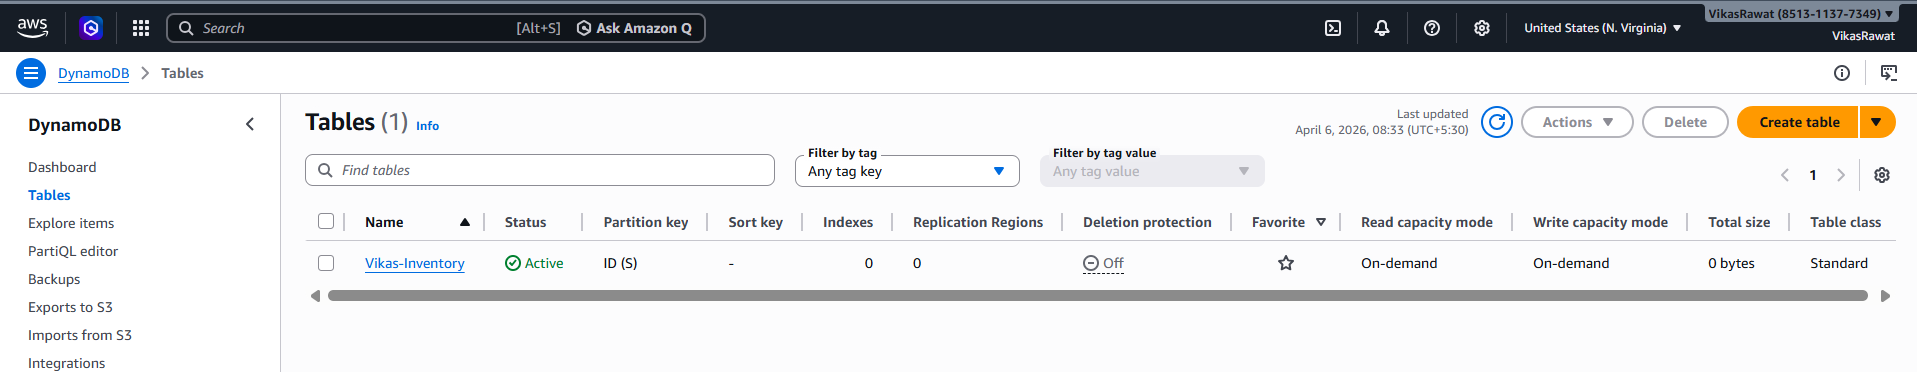 aws
Search [Alt+S] Ask Amazon Q
United States (N. Virginia)
VikasRawat (8513-1137-7349)
VikasRawat
DynamoDB Tables
DynamoDB
Dashboard
Tables
Explore items
PartiQL editor
Backups
Exports to S3
Imports from S3
Integrations
Tables (1) Info
Last updated
April 6, 2026, 08:33 (UTC+5:30)
Actions
Delete
Create table
Find tables
Filter by tag
Any tag key
Filter by tag value
Any tag value
1
Name Status Partition key Sort key Indexes Replication Regions Deletion protection Favorite Read capacity mode Write capacity mode Total size Table class
Vikas-Inventory Active ID (S) - 0 0 Off On-demand On-demand 0 bytes Standard